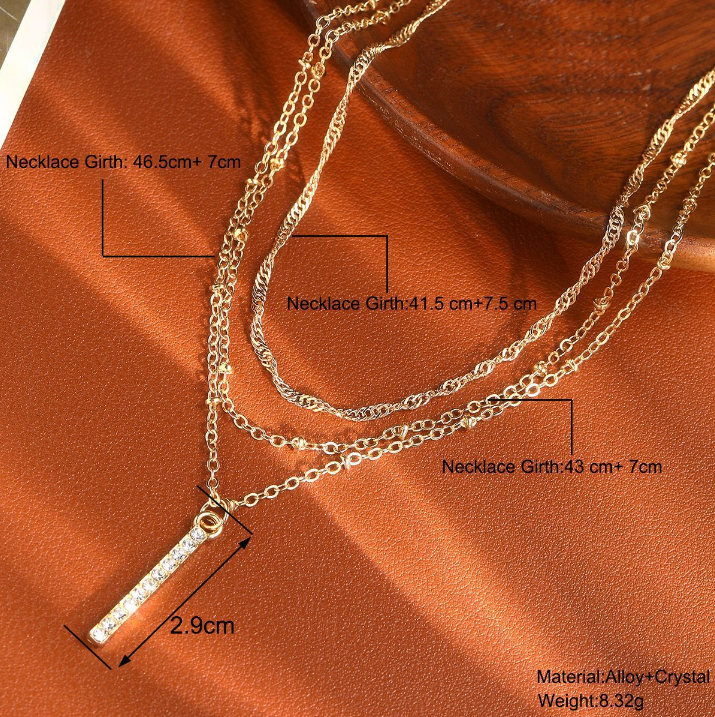 Necklace Girth: 46.5cm+ 7cm
Necklace Girth:41.5 cm+7.5 cm
Necklace Girth:43 cm+ 7cm
2.9cm
Material:Alloy+Crystal
Weight:8.32g